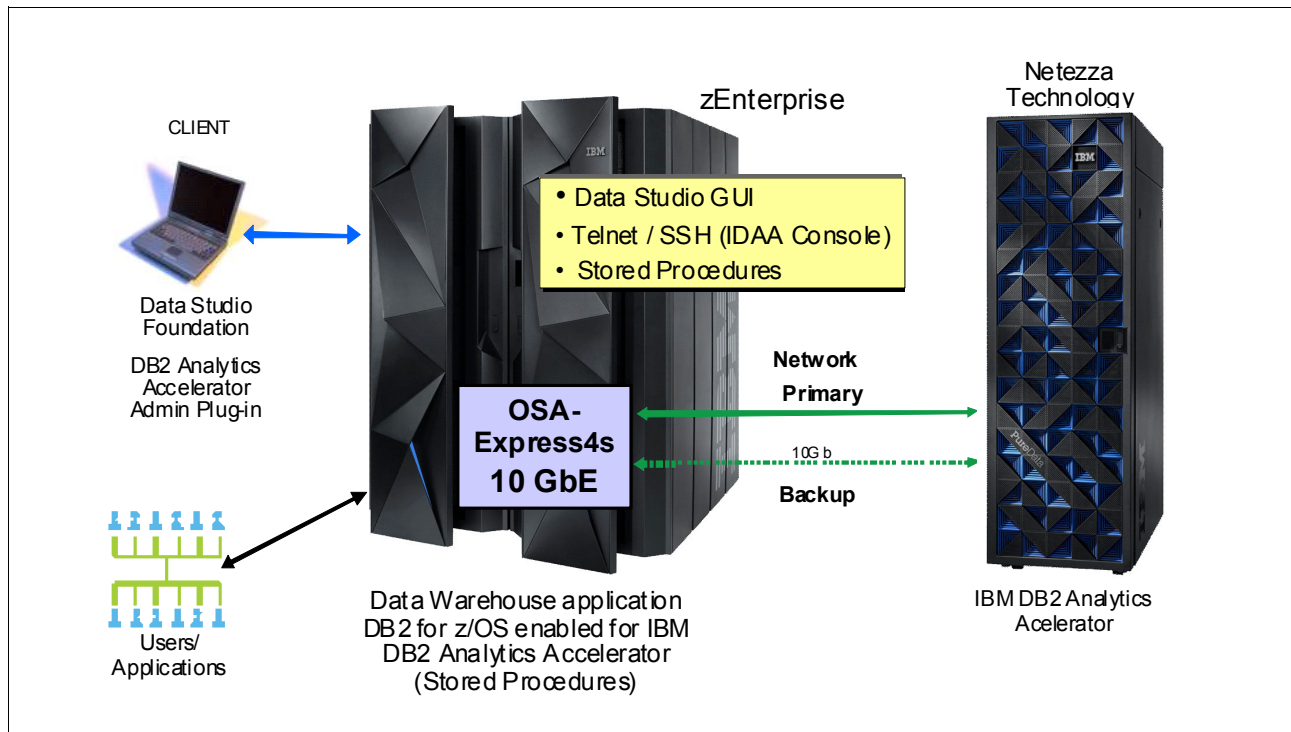 zEnterprise
Netezza
Technology
CLIENT
IBM
IBM
• Data Studio GUI
• Telnet / SSH (IDAA Console)
• Stored Procedures
Data Studio
Foundation
DB2 Analytics
Accelerator
Admin Plug-in
Network
Primary
OSA-
Express4s
10 GbE
10Gb
Backup
PureData
Users/
Applications
Data Warehouse application
DB2 for z/OS enabled for IBM
DB2 Analytics Accelerator
(Stored Procedures)
IBM DB2 Analytics
Acelerator